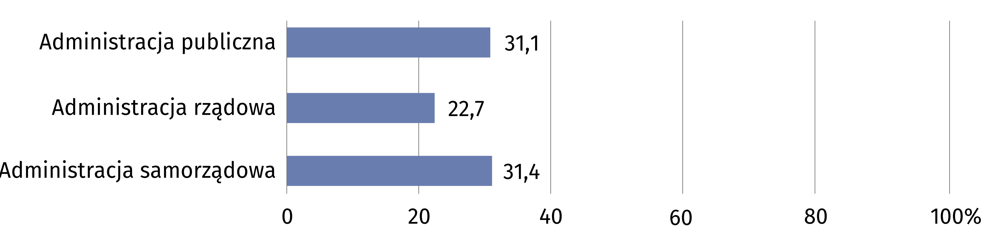 Administracja publiczna 31,1
Administracja rządowa 22,7
Administracja samorządowa 31,4
0 20 40 60 80 100%